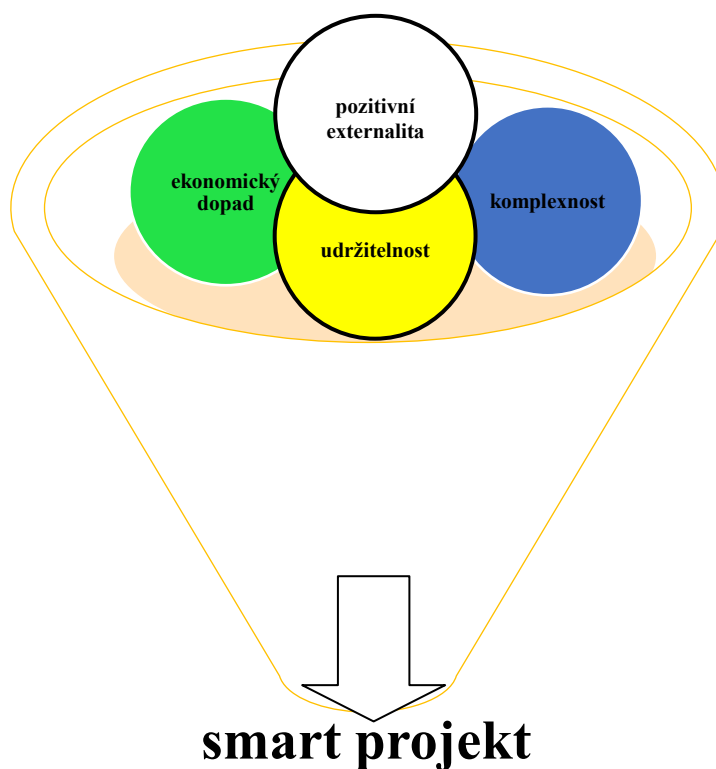 pozitivní
externalita
ekonomický
dopad
komplexnost
udržitelnost
smart projekt